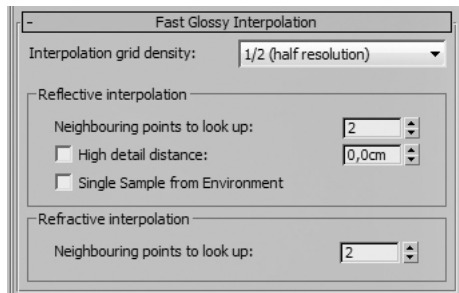 - Fast Glossy Interpolation
Interpolation grid density: 1/2 (half resolution)
Reflective interpolation
Neighbouring points to look up: 2
High detail distance: 0,0cm
Single Sample from Environment
Refractive interpolation
Neighbouring points to look up: 2